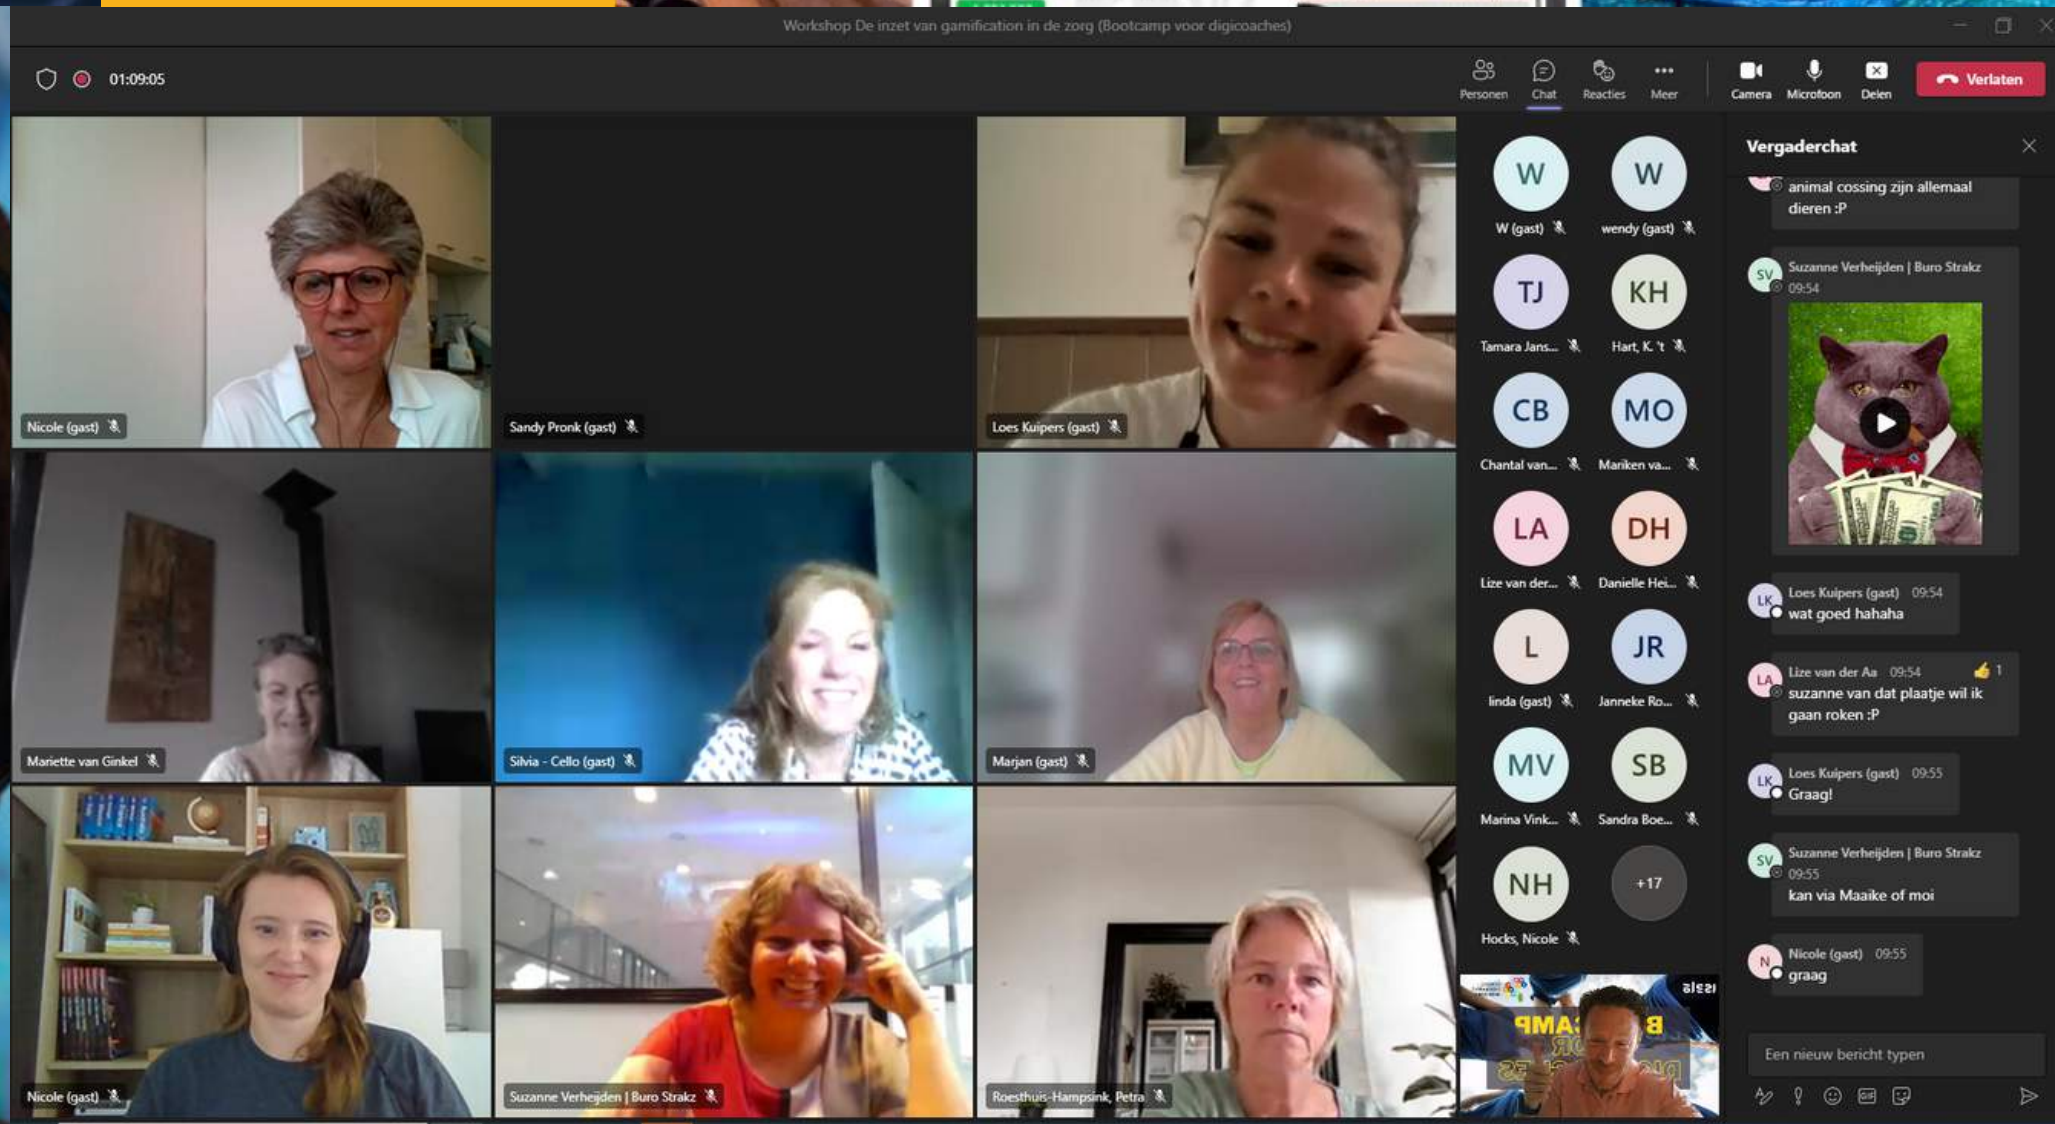 Workshop De inzet van gamification in de zorg (Bootcamp voor digicoaches)
01:09:05
Personen
Chat
Reacties
Meer
Camera
Microfoon
Delen
Verlaten
Nicole (gast)
Sandy Pronk (gast)
Loes Kuipers (gast)
Mariette van Ginkel
Silvia - Cello (gast)
Marjan (gast)
Nicole (gast)
Suzanne Verheijden | Buro Strakz
Roesthuis-Hampsink, Petra
W
W
W (gast)
wendy (gast)
TJ
KH
Tamara Jans...
Hart, K. 't
CB
MO
Chantal van...
Mariken va...
LA
DH
Lize van der...
Danielle Hei...
L
JR
linda (gast)
Janneke Ro...
MV
SB
Marina Vink...
Sandra Boe...
NH
+17
Hocks, Nicole
Vergaderchat
animal cossing zijn allemaal
dieren :P
SV
Suzanne Verheijden | Buro Strakz
09:54
LK
Loes Kuipers (gast) 09:54
wat goed hahaha
LA
Lize van der Aa 09:54
1
suzanne van dat plaatje wil ik
gaan roken :P
LK
Loes Kuipers (gast) 09:55
Graag!
SV
Suzanne Verheijden | Buro Strakz
09:55
kan via Maaike of moi
N
Nicole (gast) 09:55
graag
Een nieuw bericht typen
GIF